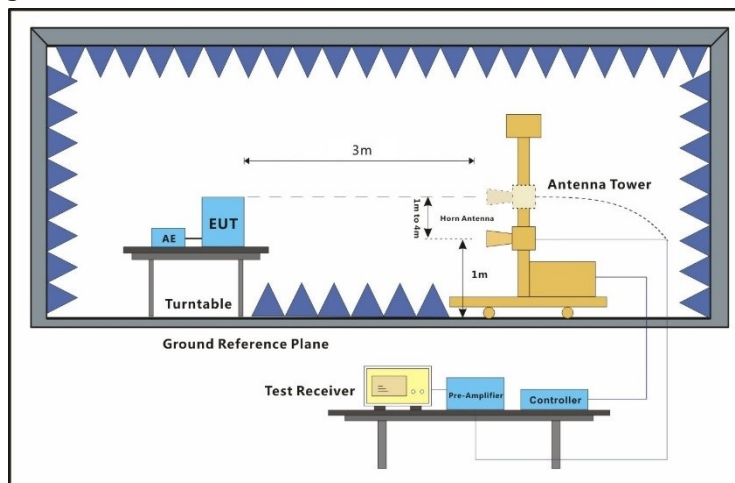 3m
Antenna Tower
1m to 4m
Horn Antenna
EUT
AE
1m
Turntable
Ground Reference Plane
Test Receiver
Pre-Amplifier
Controller